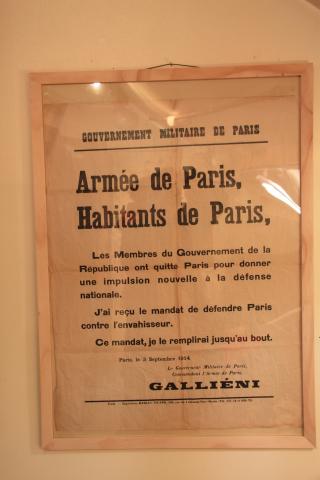 GOUVERNEMENT MILITAIRE DE PARIS
Armée de Paris,
Habitants de Paris,
Les Membres du Gouvernement de la
République ont quitté Paris pour donner
une impulsion nouvelle à la défense
nationale.
J'ai reçu le mandat de défendre Paris
contre l'envahisseur.
Ce mandat, je le remplirai jusqu'au bout.
Paris, le 3 Septembre 1914.
Le Gouverneur Militaire de Paris,
Commandant l'Armée de Paris,
GALLIÉNI